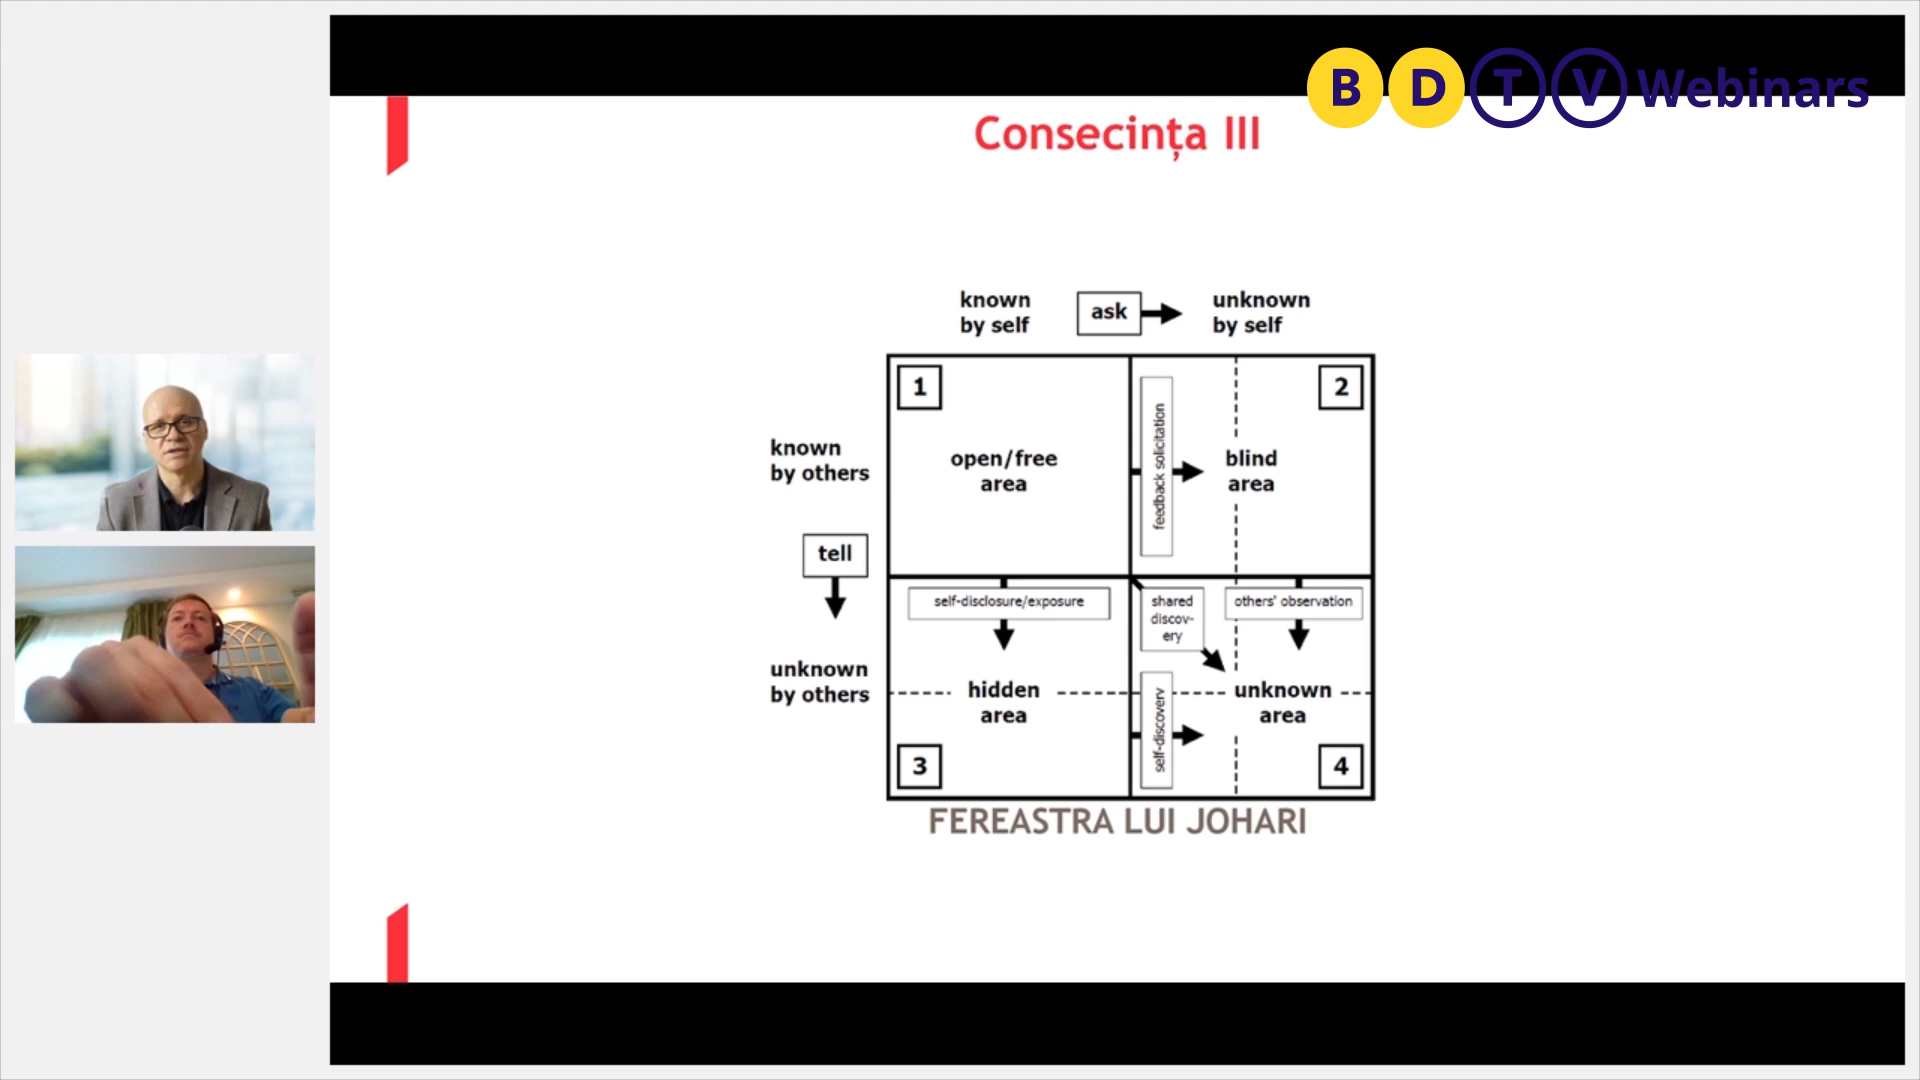 B D T V Webinars
Consecința III
known
by self
ask
unknown
by self
1
2
known
by others
open/free
area
feedback solicitation
blind
area
tell
self-disclosure/exposure
shared
discov-
ery
others' observation
unknown
by others
hidden
area
self-discovery
unknown
area
3
4
FEREASTRA LUI JOHARI